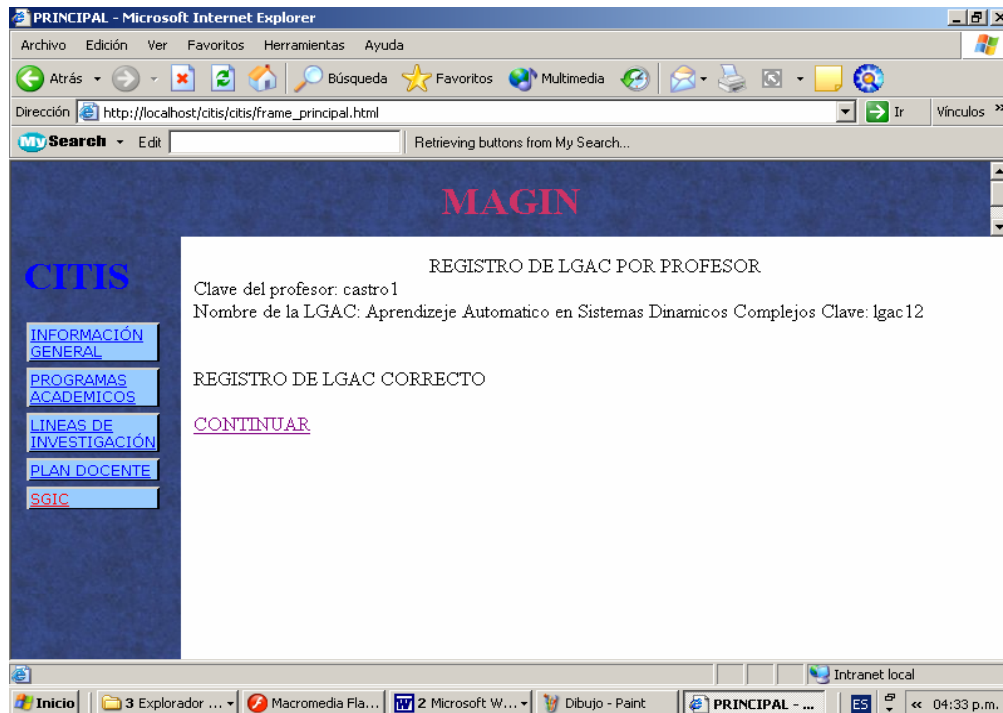 PRINCIPAL - Microsoft Internet Explorer
Archivo Edición Ver Favoritos Herramientas Ayuda
Atrás Búsqueda Favoritos Multimedia
Dirección http://localhost/citis/citis/frame_principal.html Ir Vínculos »
My Search Edit Retrieving buttons from My Search...
MAGIN
CITIS
INFORMACIÓN
GENERAL
PROGRAMAS
ACADEMICOS
LINEAS DE
INVESTIGACIÓN
PLAN DOCENTE
SGIC
REGISTRO DE LGAC POR PROFESOR
Clave del profesor: castro1
Nombre de la LGAC: Aprendizeje Automatico en Sistemas Dinamicos Complejos Clave: lgac12
REGISTRO DE LGAC CORRECTO
CONTINUAR
Intranet local
Inicio 3 Explorador ... Macromedia Fla... 2 Microsoft W... Dibujo - Paint PRINCIPAL - ... ES « 04:33 p.m.